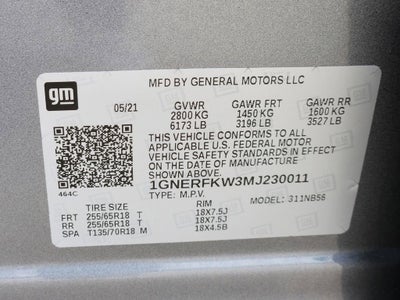 gm
MFD BY GENERAL MOTORS LLC
05/21 GVWR GAWR FRT GAWR RR
2800 KG 1450 KG 1600 KG
6173 LB 3196 LB 3527 LB
THIS VEHICLE CONFORMS TO ALL
APPLICABLE U.S. FEDERAL MOTOR
VEHICLE SAFETY STANDARDS IN EFFECT
ON THE DATE OF MANUFACTURE
SHOWN ABOVE.
464C
1GNERFKW3MJ230011
TYPE: M.P.V. MODEL: 311NB56
TIRE SIZE RIM
FRT 255/65R18 T 18X7.5J
RR 255/65R18 T 18X7.5J
SPA T135/70R18 M 18X4.5B